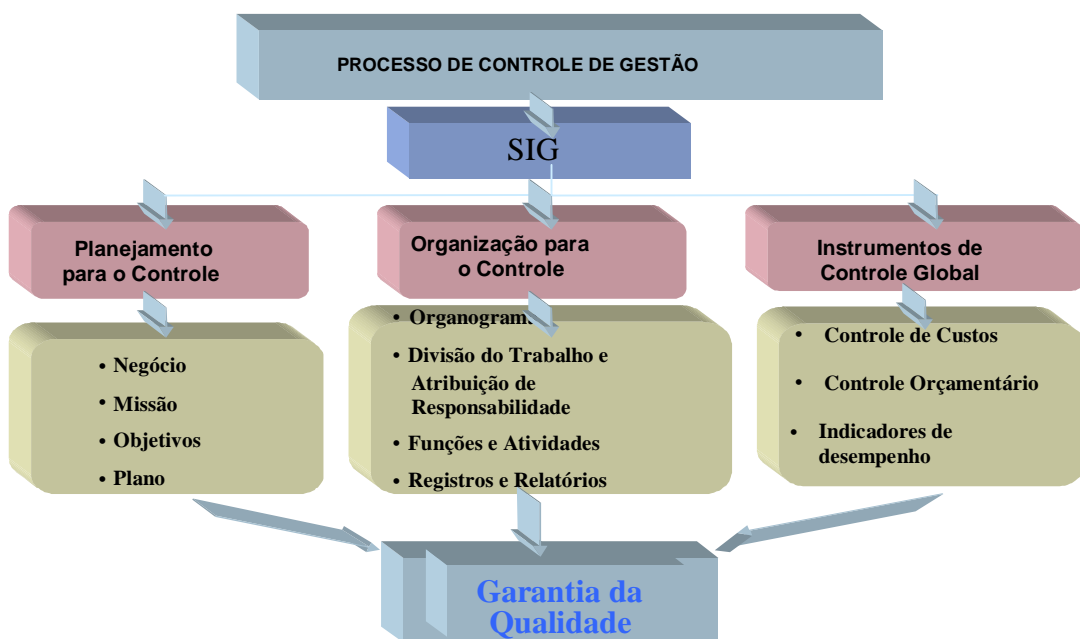 PROCESSO DE CONTROLE DE GESTÃO
SIG
Planejamento
para o Controle
• Negócio
• Missão
• Objetivos
• Plano
Organização para
o Controle
• Organogram
• Divisão do Trabalho e
Atribuição de
Responsabilidade
• Funções e Atividades
• Registros e Relatórios
Instrumentos de
Controle Global
• Controle de Custos
• Controle Orçamentário
• Indicadores de
desempenho
Garantia da
Qualidade